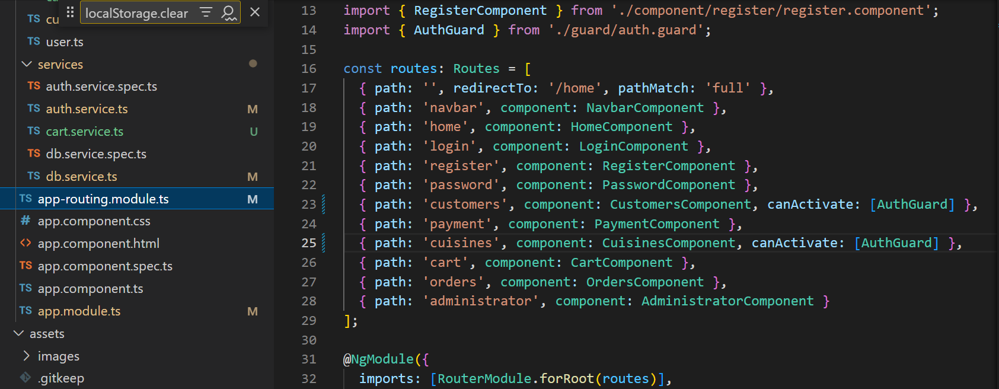 localStorage.clear
TS cu
TS user.ts
services
TS auth.service.spec.ts
TS auth.service.ts M
TS cart.service.ts U
TS db.service.spec.ts
TS db.service.ts M
TS app-routing.module.ts M
# app.component.css
<> app.component.html
TS app.component.spec.ts
TS app.component.ts
TS app.module.ts M
assets
images
.gitkeep
13 import { RegisterComponent } from './component/register/register.component';
14 import { AuthGuard } from './guard/auth.guard';
15
16 const routes: Routes = [
17 { path: '', redirectTo: '/home', pathMatch: 'full' },
18 { path: 'navbar', component: NavbarComponent },
19 { path: 'home', component: HomeComponent },
20 { path: 'login', component: LoginComponent },
21 { path: 'register', component: RegisterComponent },
22 { path: 'password', component: PasswordComponent },
23 { path: 'customers', component: CustomersComponent, canActivate: [AuthGuard] },
24 { path: 'payment', component: PaymentComponent },
25 { path: 'cuisines', component: CuisinesComponent, canActivate: [AuthGuard] },
26 { path: 'cart', component: CartComponent },
27 { path: 'orders', component: OrdersComponent },
28 { path: 'administrator', component: AdministratorComponent }
29 ];
30
31 @NgModule({
32 imports: [RouterModule.forRoot(routes)],